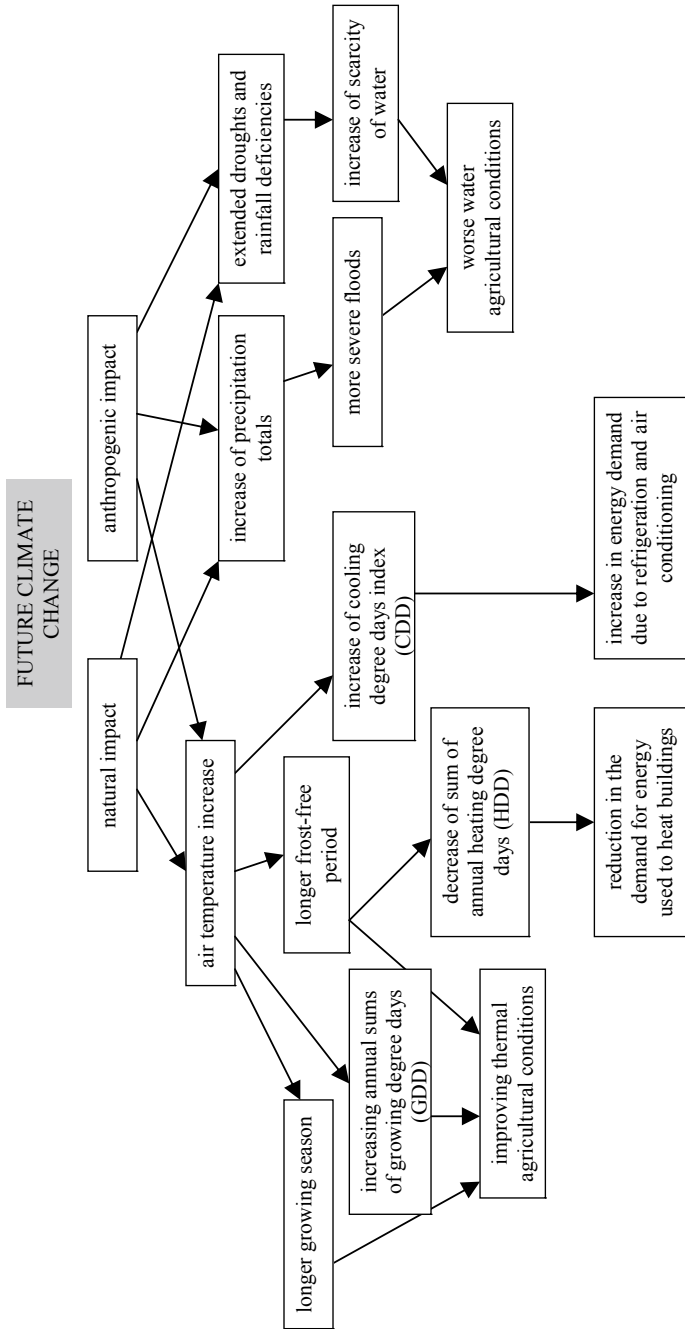 FUTURE CLIMATE
CHANGE
natural impact
anthropogenic impact
air temperature increase
increase of precipitation
totals
extended droughts and
rainfall deficiencies
longer growing season
increasing annual sums
of growing degree days
(GDD)
longer frost-free
period
increase of cooling
degree days index
(CDD)
more severe floods
increase of scarcity
of water
improving thermal
agricultural conditions
decrease of sum of
annual heating degree
days (HDD)
worse water
agricultural conditions
reduction in the
demand for energy
used to heat buildings
increase in energy demand
due to refrigeration and air
conditioning